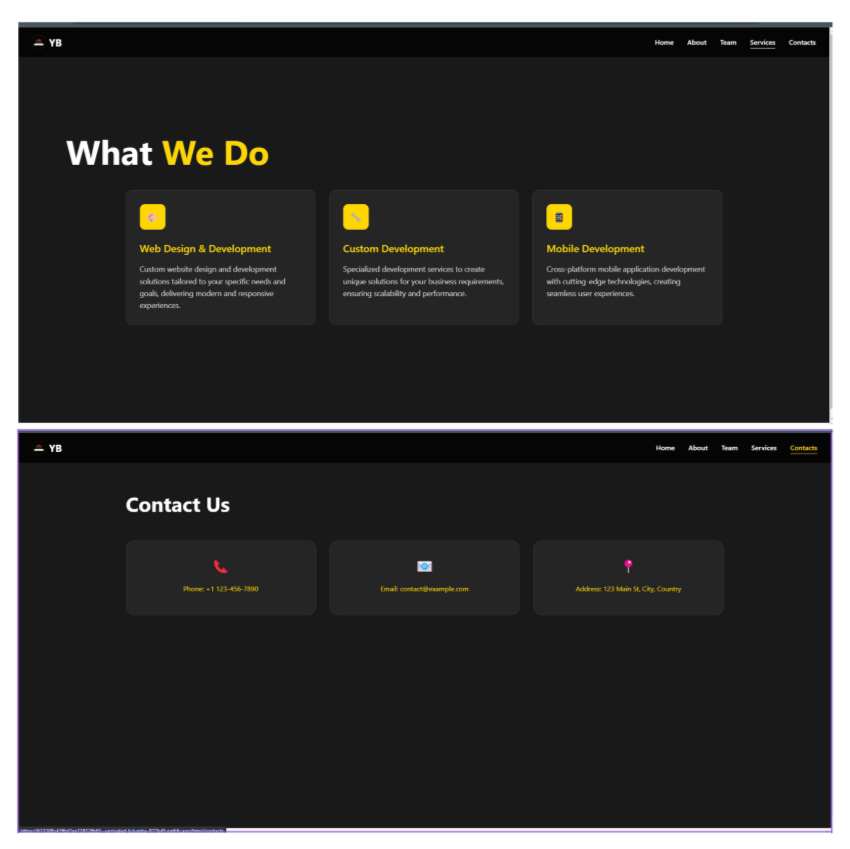 YB
Home About Team Services Contacts
What We Do
Web Design & Development
Custom website design and development
solutions tailored to your specific needs and
goals, delivering modern and responsive
experiences.
Custom Development
Specialized development services to create
unique solutions for your business requirements,
ensuring scalability and performance.
Mobile Development
Cross-platform mobile application development
with cutting-edge technologies, creating
seamless user experiences.
YB
Home About Team Services Contacts
Contact Us
Phone: +1 123-456-7890
Email: contact@example.com
Address: 123 Main St, City, Country